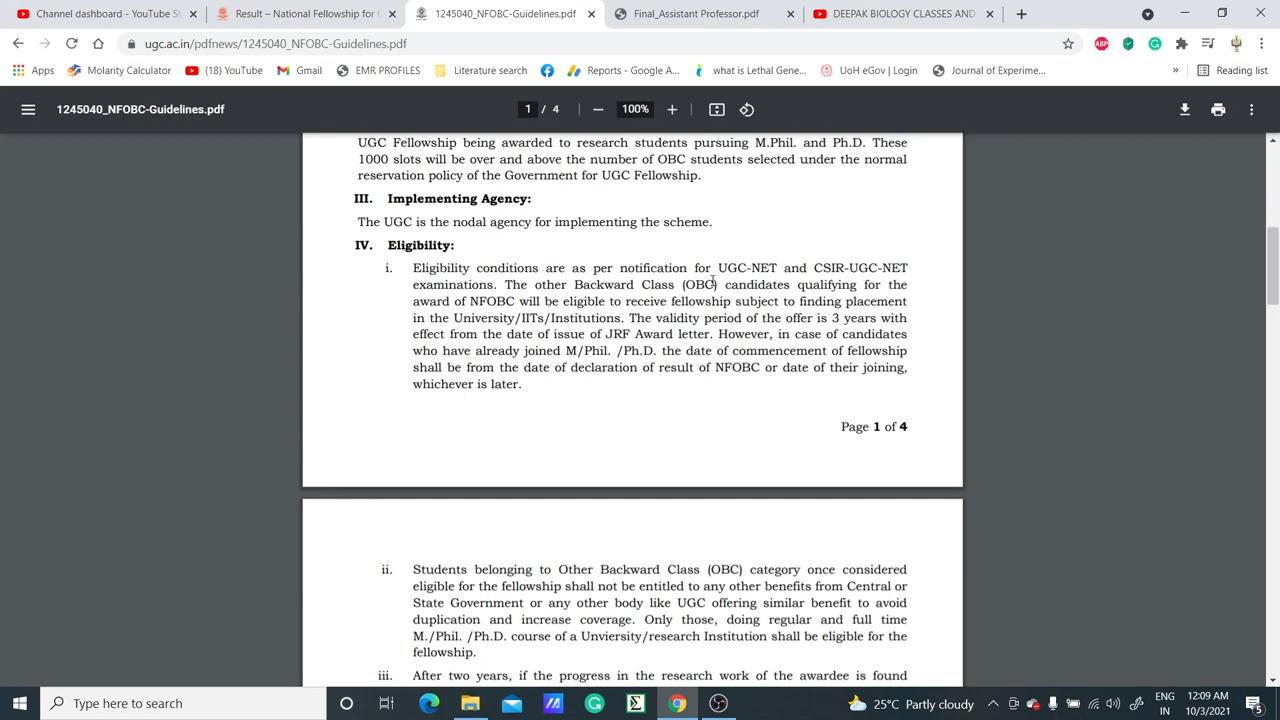 Channel dashboard - YouTube St
Result – National Fellowship for C
1245040_NFOBC-Guidelines.pdf
Final_Assistant Professor.pdf
DEEPAK BIOLOGY CLASSES AND
ugc.ac.in/pdfnews/1245040_NFOBC-Guidelines.pdf
Apps
Molarity Calculator
(18) YouTube
Gmail
EMR PROFILES
Literature search
Reports - Google A...
what is Lethal Gene...
UoH eGov | Login
Journal of Experime...
»
Reading list
1245040_NFOBC-Guidelines.pdf
1 / 4
100%
UGC Fellowship being awarded to research students pursuing M.Phil. and Ph.D. These
1000 slots will be over and above the number of OBC students selected under the normal
reservation policy of the Government for UGC Fellowship.
III. Implementing Agency:
The UGC is the nodal agency for implementing the scheme.
IV. Eligibility:
i. Eligibility conditions are as per notification for UGC-NET and CSIR-UGC-NET
examinations. The other Backward Class (OBC) candidates qualifying for the
award of NFOBC will be eligible to receive fellowship subject to finding placement
in the University/IITs/Institutions. The validity period of the offer is 3 years with
effect from the date of issue of JRF Award letter. However, in case of candidates
who have already joined M/Phil. /Ph.D. the date of commencement of fellowship
shall be from the date of declaration of result of NFOBC or date of their joining,
whichever is later.
Page 1 of 4
ii. Students belonging to Other Backward Class (OBC) category once considered
eligible for the fellowship shall not be entitled to any other benefits from Central or
State Government or any other body like UGC offering similar benefit to avoid
duplication and increase coverage. Only those, doing regular and full time
M./Phil. /Ph.D. course of a Unviersity/research Institution shall be eligible for the
fellowship.
iii. After two years, if the progress in the research work of the awardee is found
Type here to search
25°C Partly cloudy
ENG
IN
12:09 AM
10/3/2021
5